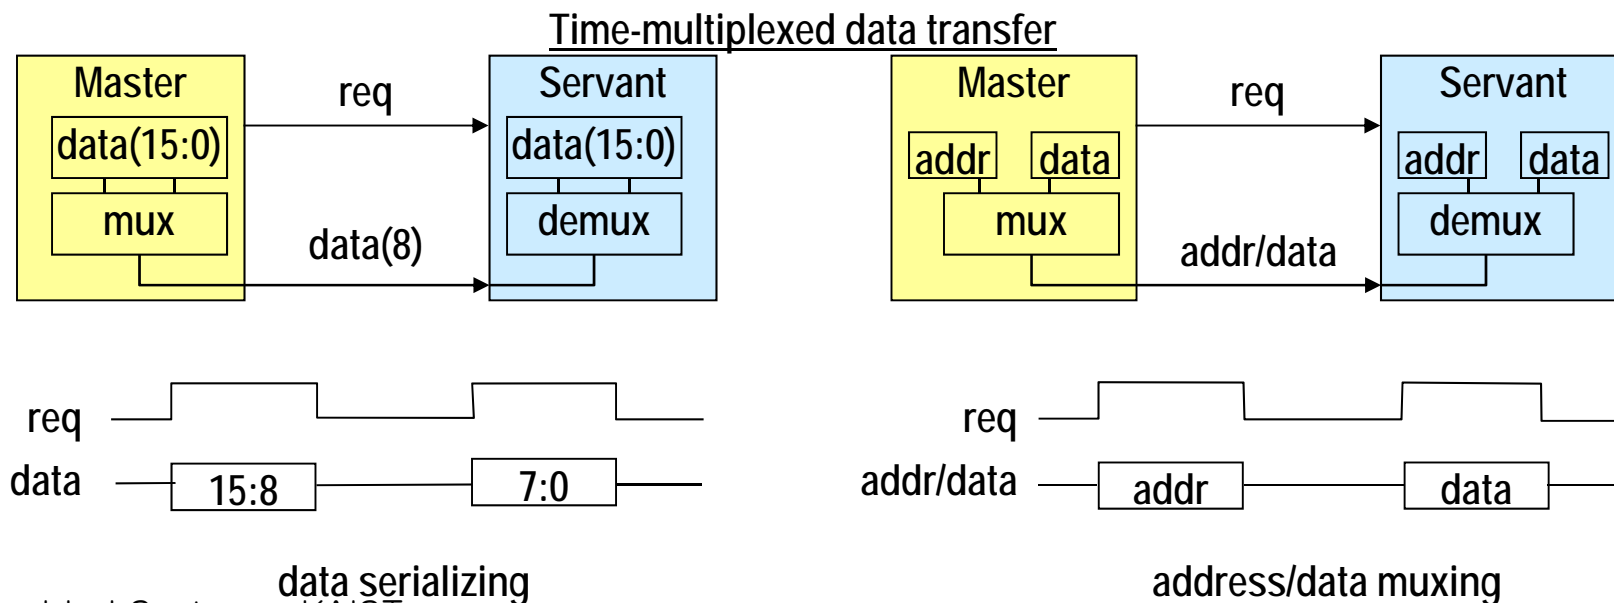 Time-multiplexed data transfer
Master
req
Servant
data(15:0)
data(15:0)
mux
data(8)
demux
req
data
15:8
7:0
data serializing
Master
req
Servant
addr
data
addr
data
mux
addr/data
demux
req
addr/data
addr
data
address/data muxing